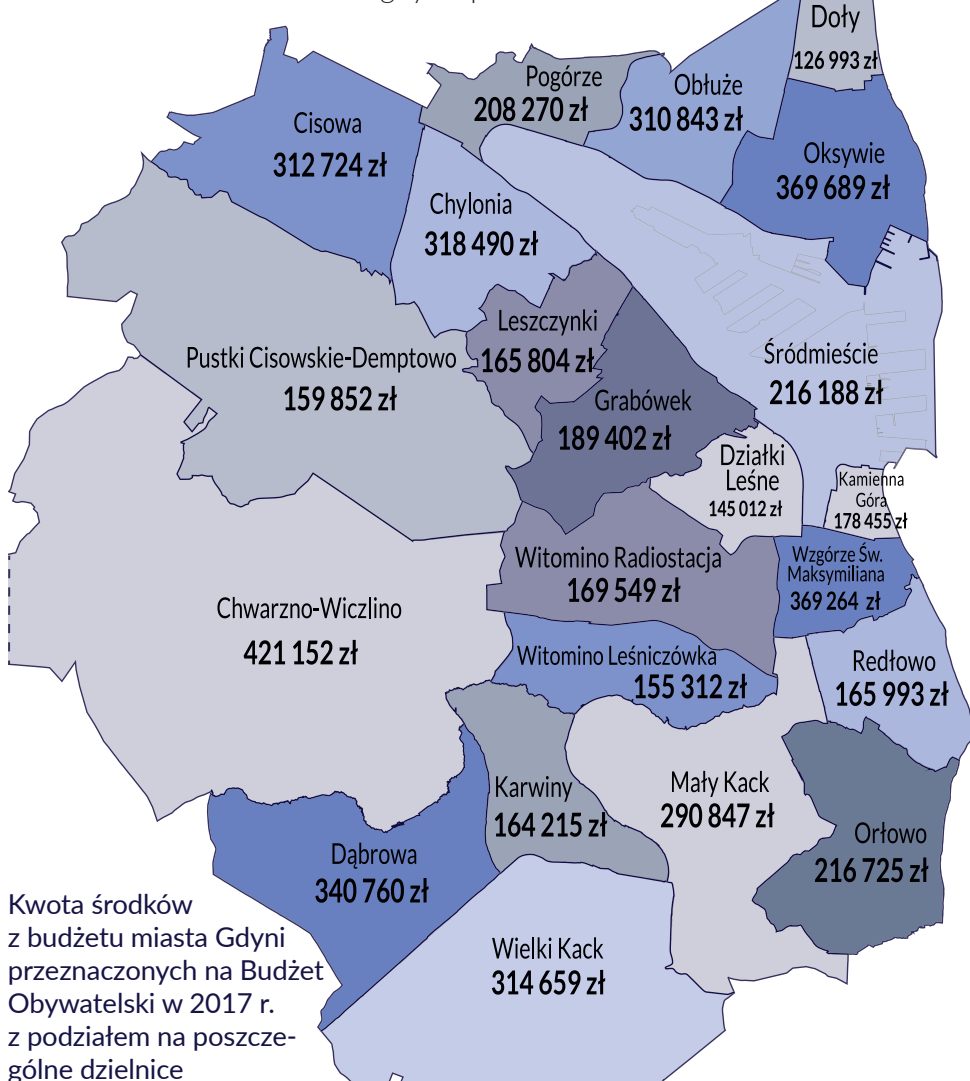 Doły
126 993 zł
Pogórze
208 270 zł
Obłuże
310 843 zł
Cisowa
312 724 zł
Oksywie
369 689 zł
Chylonia
318 490 zł
Leszczynki
165 804 zł
Pustki Cisowskie-Demptowo
159 852 zł
Śródmieście
216 188 zł
Grabówek
189 402 zł
Działki
Leśne
145 012 zł
Kamienna
Góra
178 455 zł
Witomino Radiostacja
169 549 zł
Wzgórze Św.
Maksymiliana
369 264 zł
Chwarzno-Wiczlino
421 152 zł
Witomino Leśniczówka
155 312 zł
Redłowo
165 993 zł
Karwiny
164 215 zł
Mały Kack
290 847 zł
Orłowo
216 725 zł
Dąbrowa
340 760 zł
Wielki Kack
314 659 zł
Kwota środków
z budżetu miasta Gdyni
przeznaczonych na Budżet
Obywatelski w 2017 r.
z podziałem na poszcze-
gólne dzielnice